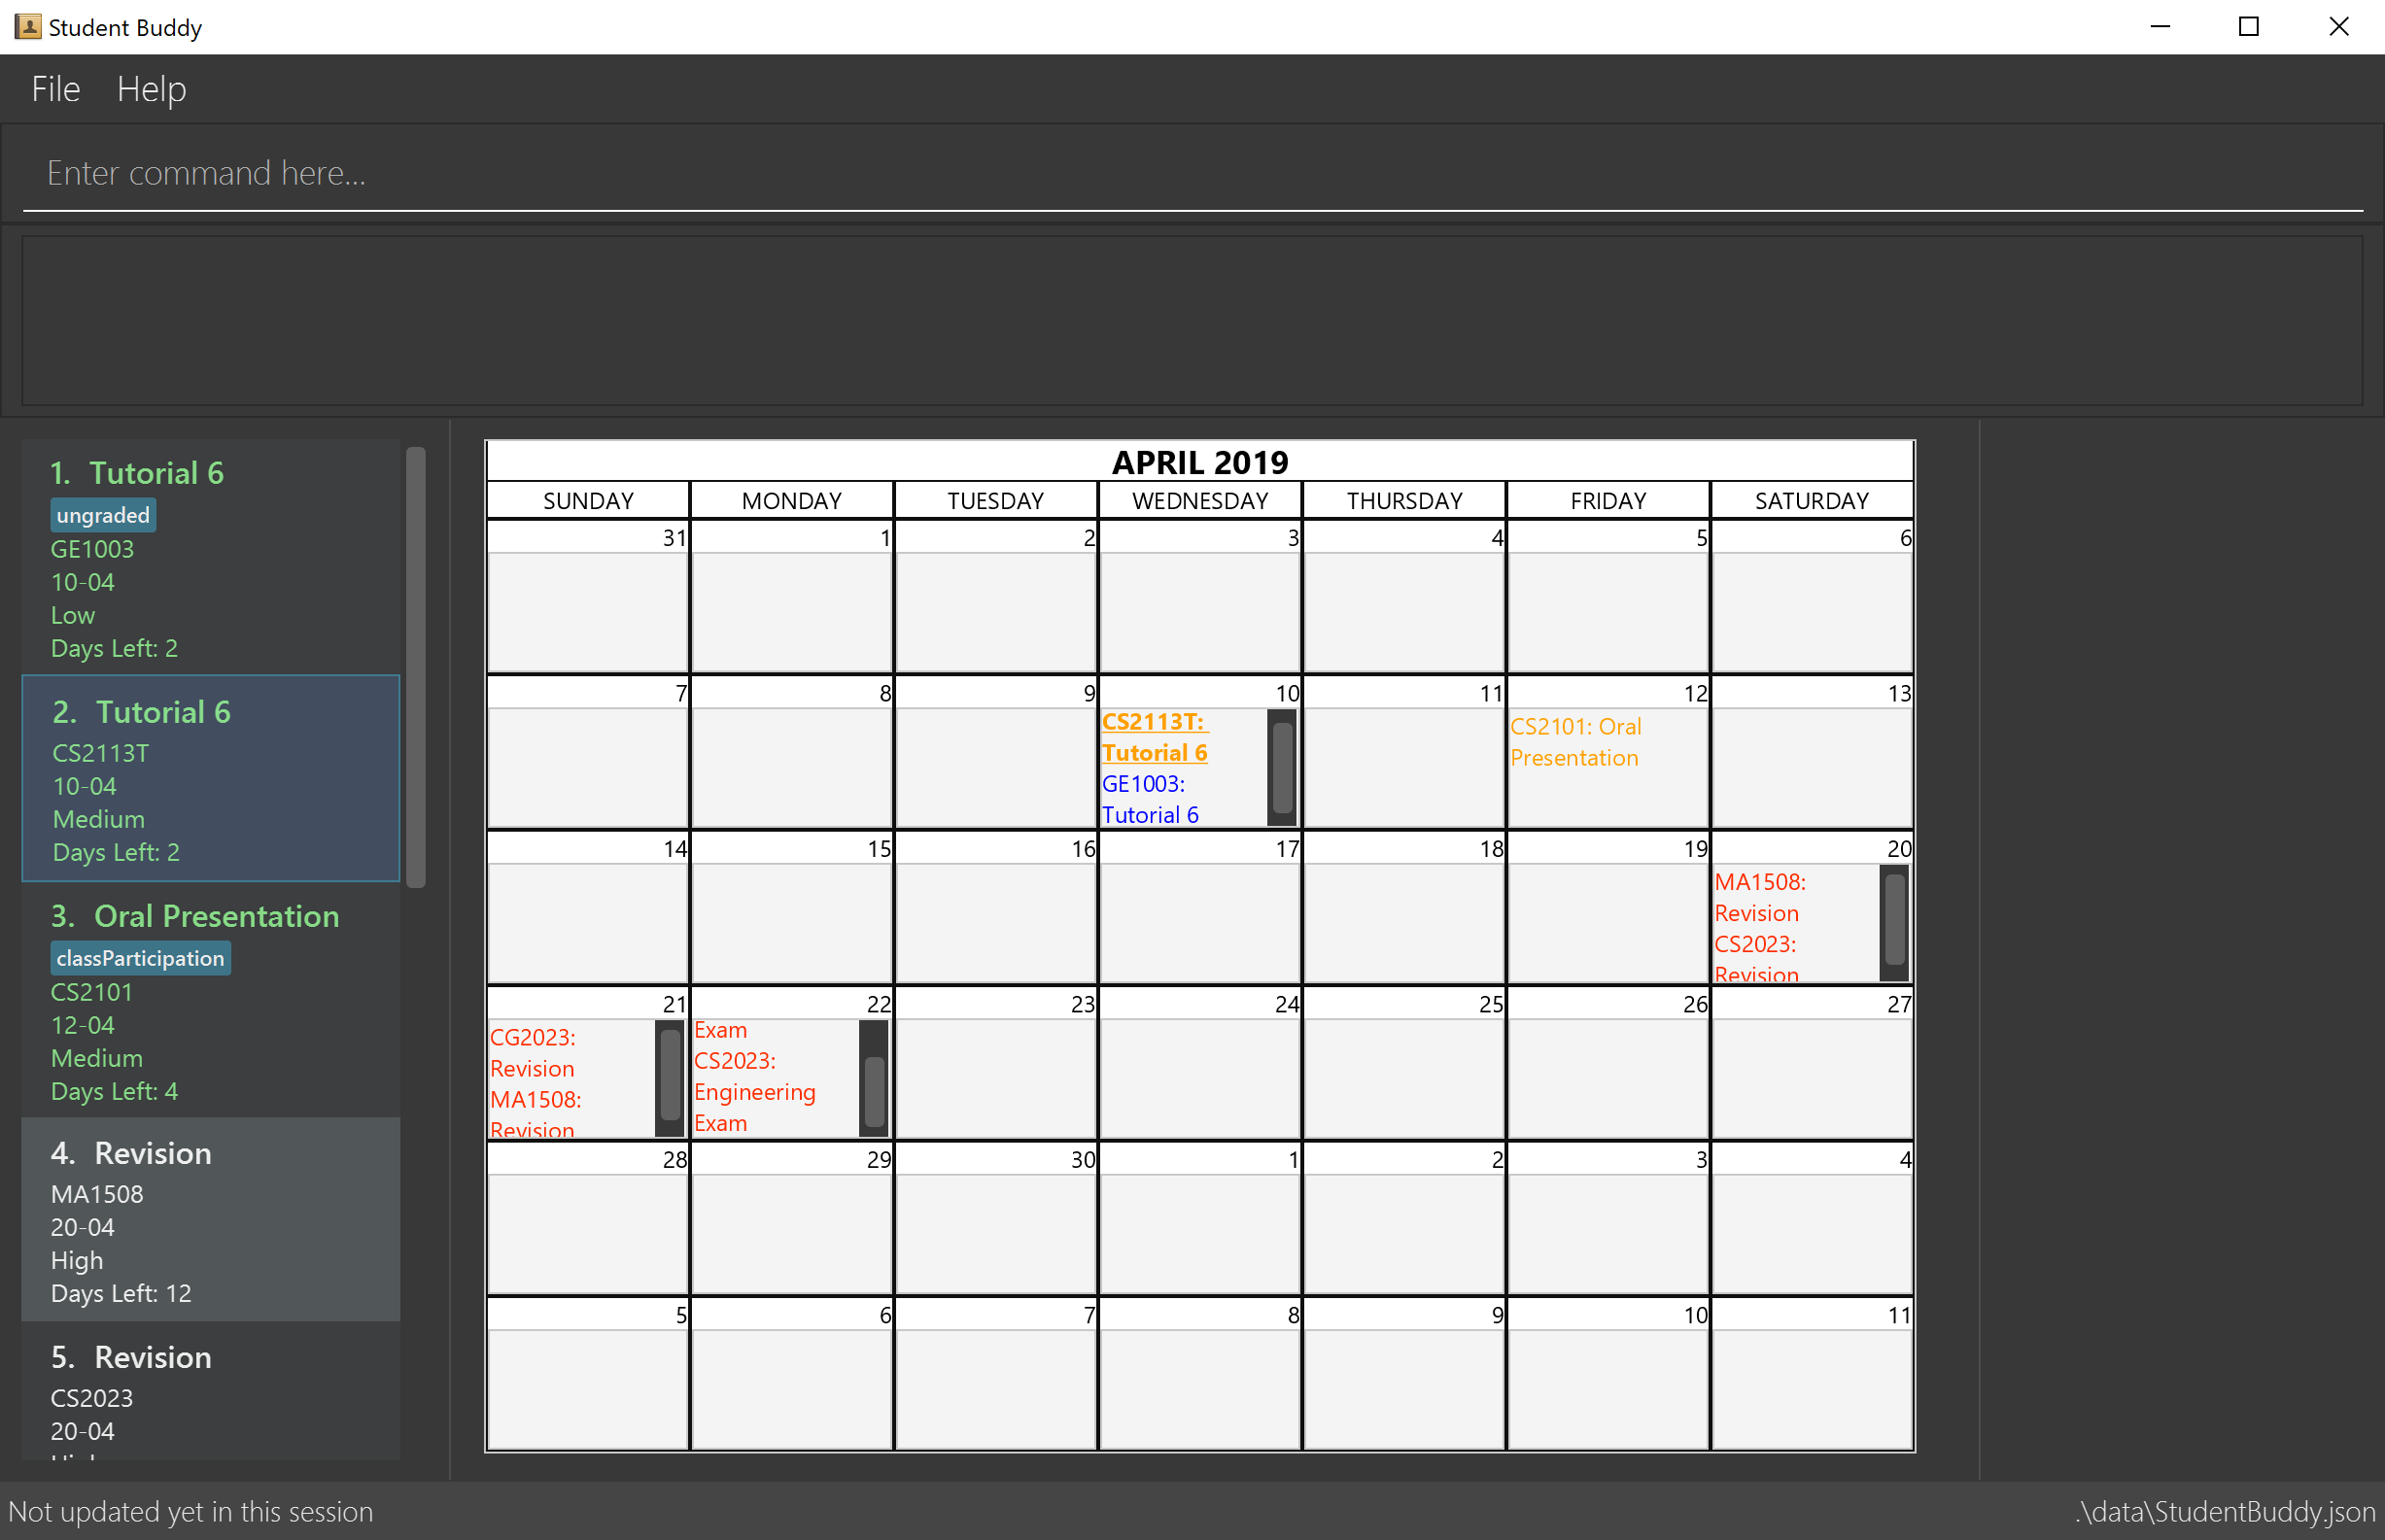 Student Buddy
File Help
Enter command here...
1. Tutorial 6
ungraded
GE1003
10-04
Low
Days Left: 2
2. Tutorial 6
CS2113T
10-04
Medium
Days Left: 2
3. Oral Presentation
classParticipation
CS2101
12-04
Medium
Days Left: 4
4. Revision
MA1508
20-04
High
Days Left: 12
5. Revision
CS2023
20-04
APRIL 2019
SUNDAY MONDAY TUESDAY WEDNESDAY THURSDAY FRIDAY SATURDAY
31 1 2 3 4 5 6
7 8 9 10 11 12 13
CS2113T:
Tutorial 6
GE1003:
Tutorial 6
CS2101: Oral
Presentation
14 15 16 17 18 19 20
MA1508:
Revision
CS2023:
Revision
21 22 23 24 25 26 27
CG2023:
Revision
MA1508:
Revision
Exam
CS2023:
Engineering
Exam
28 29 30 1 2 3 4
5 6 7 8 9 10 11
Not updated yet in this session
.\data\StudentBuddy.json